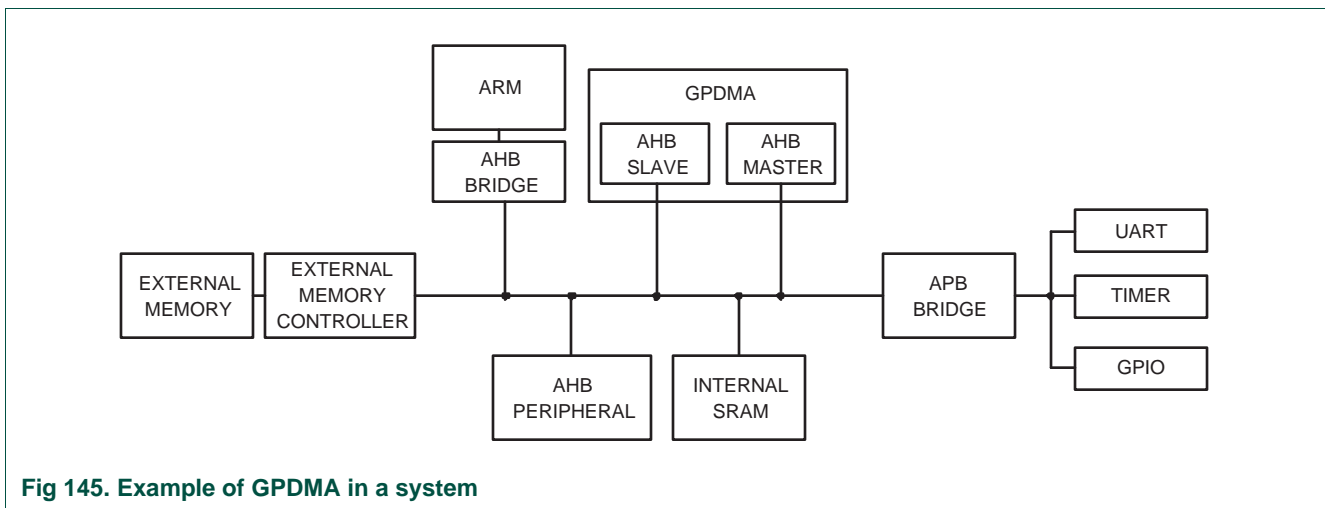 ARM
GPDMA
AHB
SLAVE
AHB
MASTER
AHB
BRIDGE
UART
EXTERNAL
MEMORY
EXTERNAL
MEMORY
CONTROLLER
APB
BRIDGE
TIMER
GPIO
AHB
PERIPHERAL
INTERNAL
SRAM
Fig 145. Example of GPDMA in a system